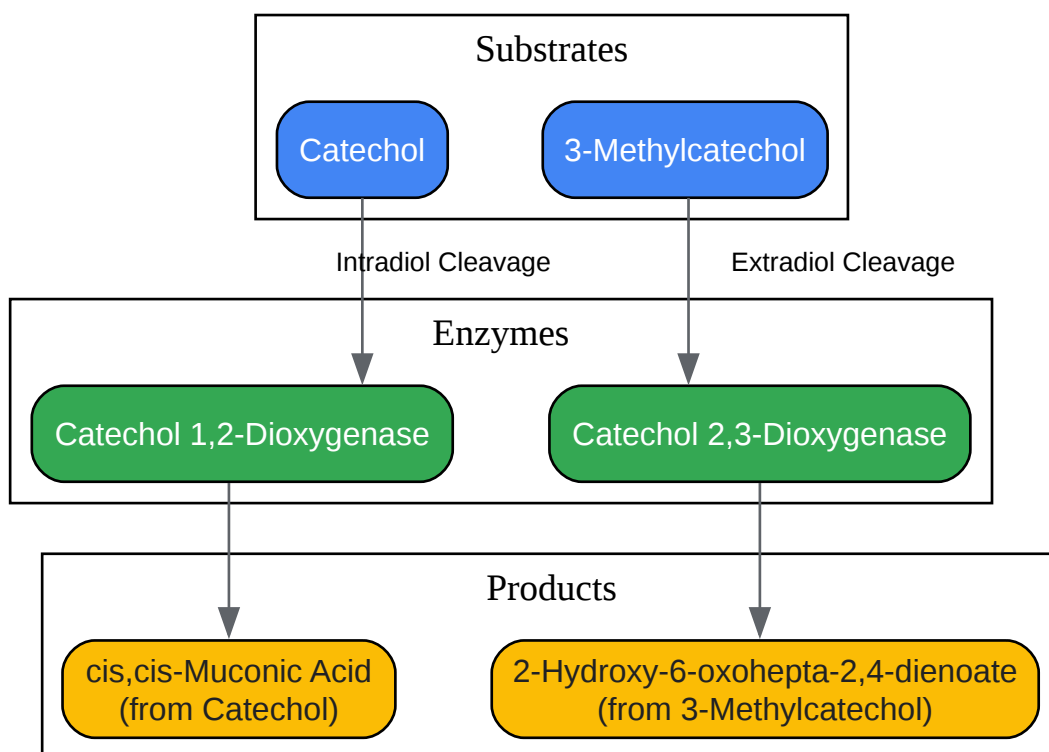 Substrates
Catechol
3-Methylcatechol
Intradiol Cleavage
Extradiol Cleavage
Enzymes
Catechol 1,2-Dioxygenase
Catechol 2,3-Dioxygenase
Products
cis,cis-Muconic Acid
(from Catechol)
2-Hydroxy-6-oxohepta-2,4-dienoate
(from 3-Methylcatechol)